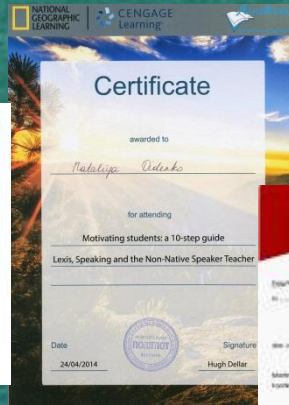 NATIONAL
GEOGRAPHIC
LEARNING
CENGAGE
Learning
Certificate
awarded to
Nataliya Didenko
for attending
Motivating students: a 10-step guide
Lexis, Speaking and the Non-Native Speaker Teacher
Date
Signature
24/04/2014
Hugh Dellar